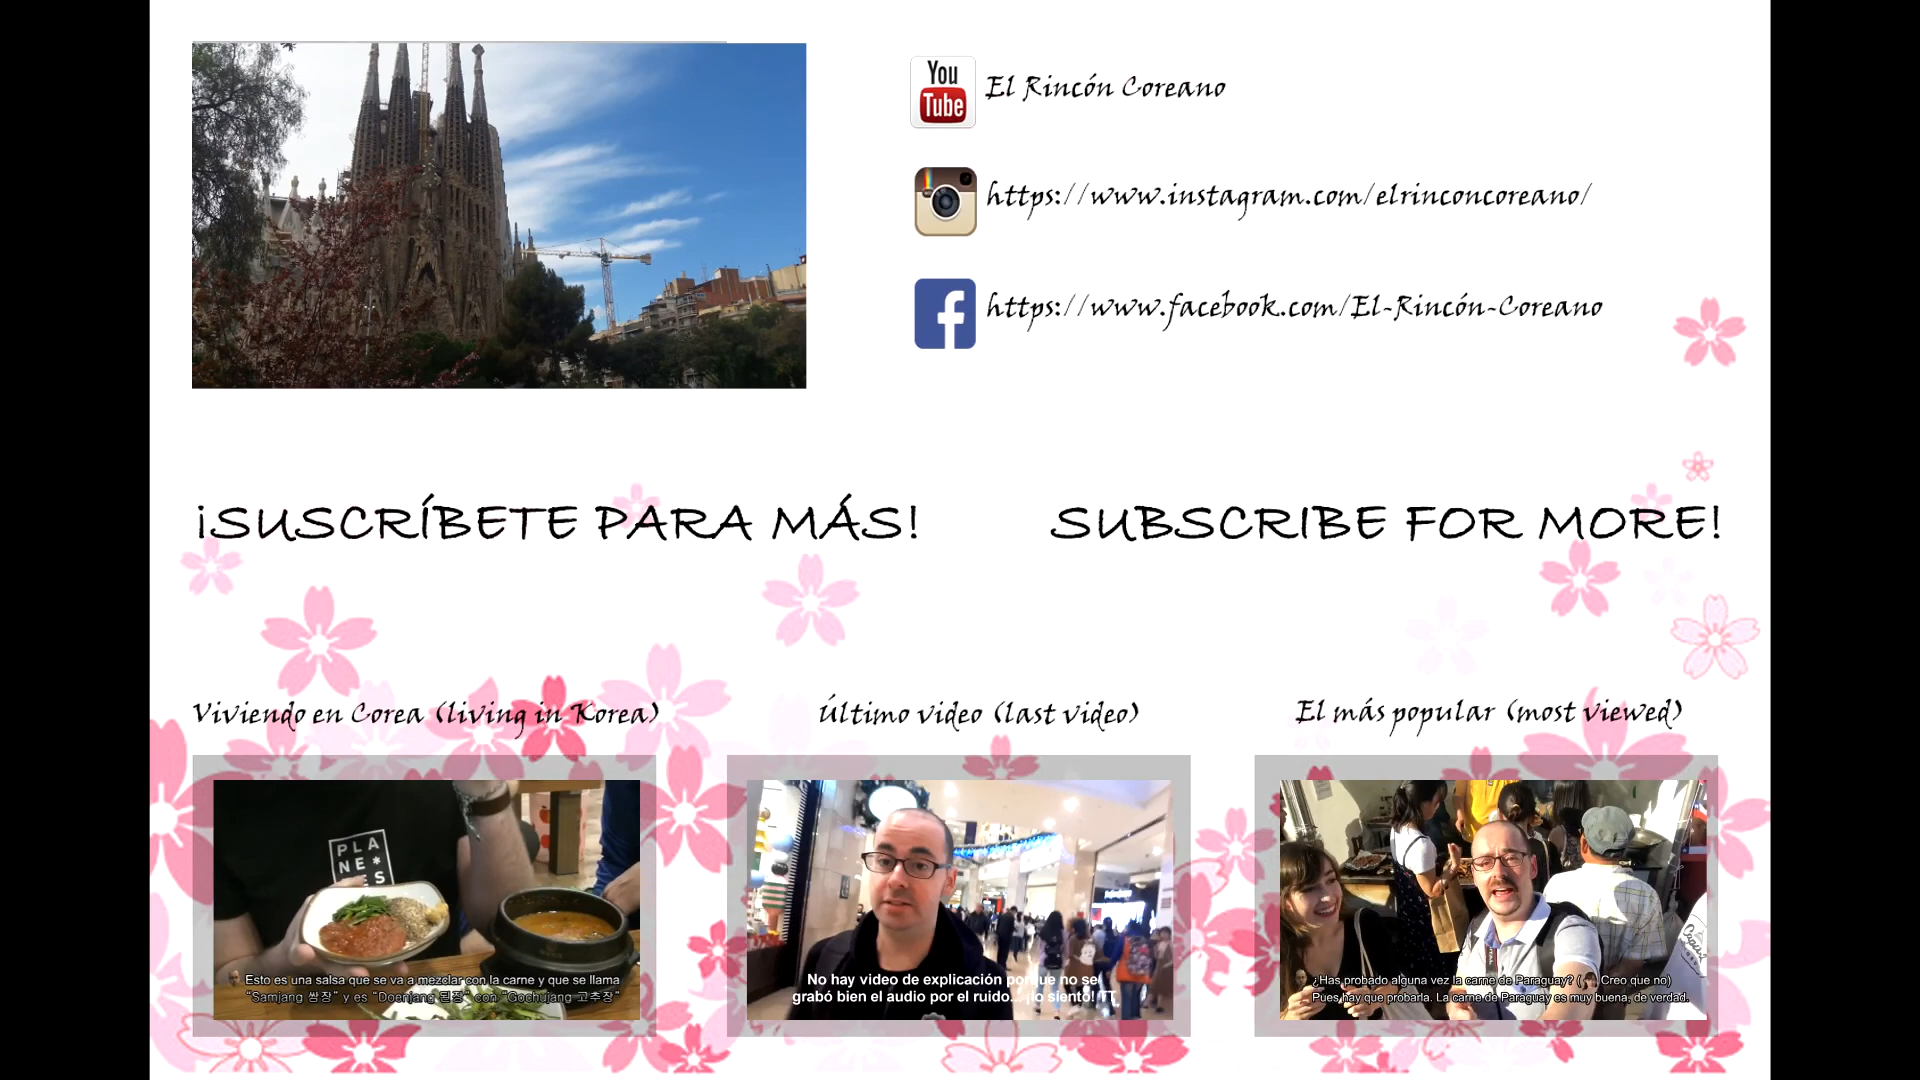 You
Tube
El Rincón Coreano
https://www.instagram.com/elrinconcoreano/
https://www.facebook.com/El-Rincón-Coreano
¡SUSCRÍBETE PARA MÁS!
SUBSCRIBE FOR MORE!
Viviendo en Corea (living in Korea)
Último video (last video)
El más popular (most viewed)
PLA
NE*
ES
Esto es una salsa que se va a mezclar con la carne y que se llama
"Samjang 쌈장" y es "Doenjang 된장" con "Gochujang 고추장"
No hay video de explicación porque no se
grabó bien el audio por el ruido... ¡lo siento! TT
¿Has probado alguna vez la carne de Paraguay? ( Creo que no)
Pues hay que probarla. La carne de Paraguay es muy buena, de verdad.